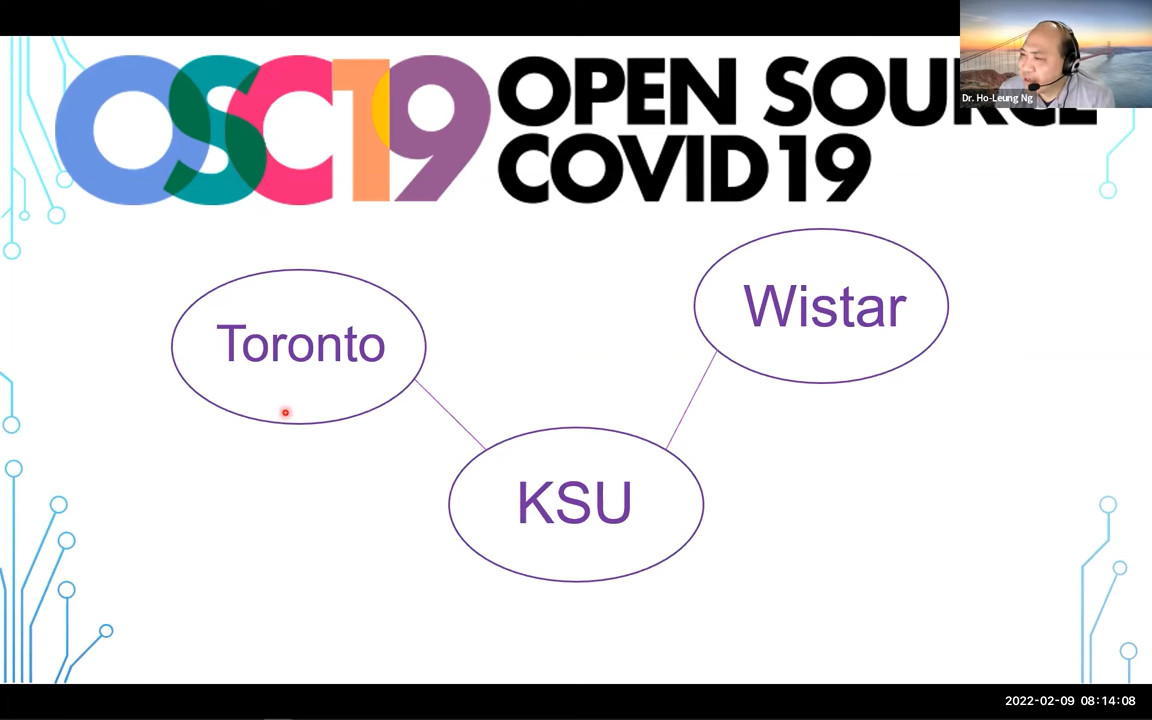 OSC19
OPEN SOURCE
COVID19
Dr. Ho-Leung Ng
Toronto
Wistar
KSU
2022-02-09 08:14:08